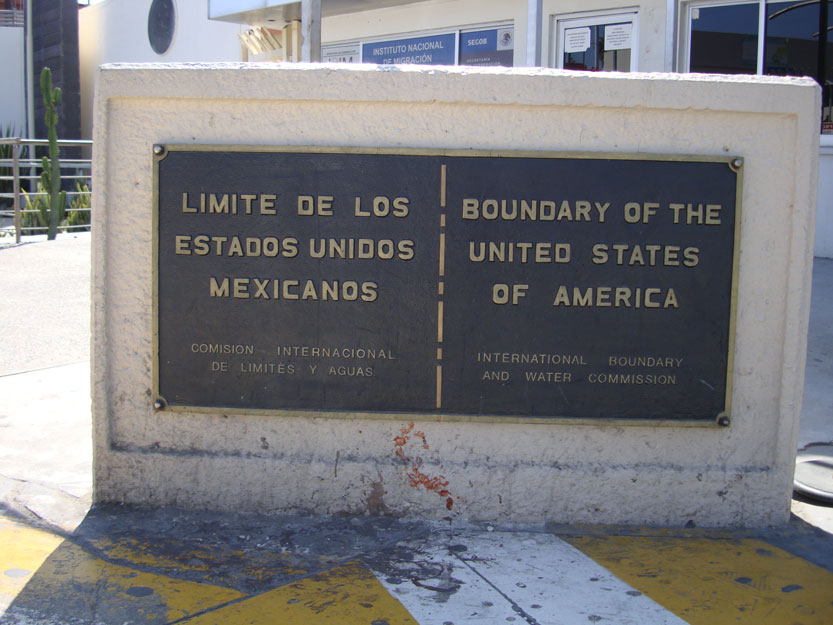 INSTITUTO NACIONAL
DE MIGRACIÓN
SEGOB
LIMITE DE LOS
ESTADOS UNIDOS
MEXICANOS
COMISION INTERNACIONAL
DE LIMITES Y AGUAS
BOUNDARY OF THE
UNITED STATES
OF AMERICA
INTERNATIONAL BOUNDARY
AND WATER COMMISSION